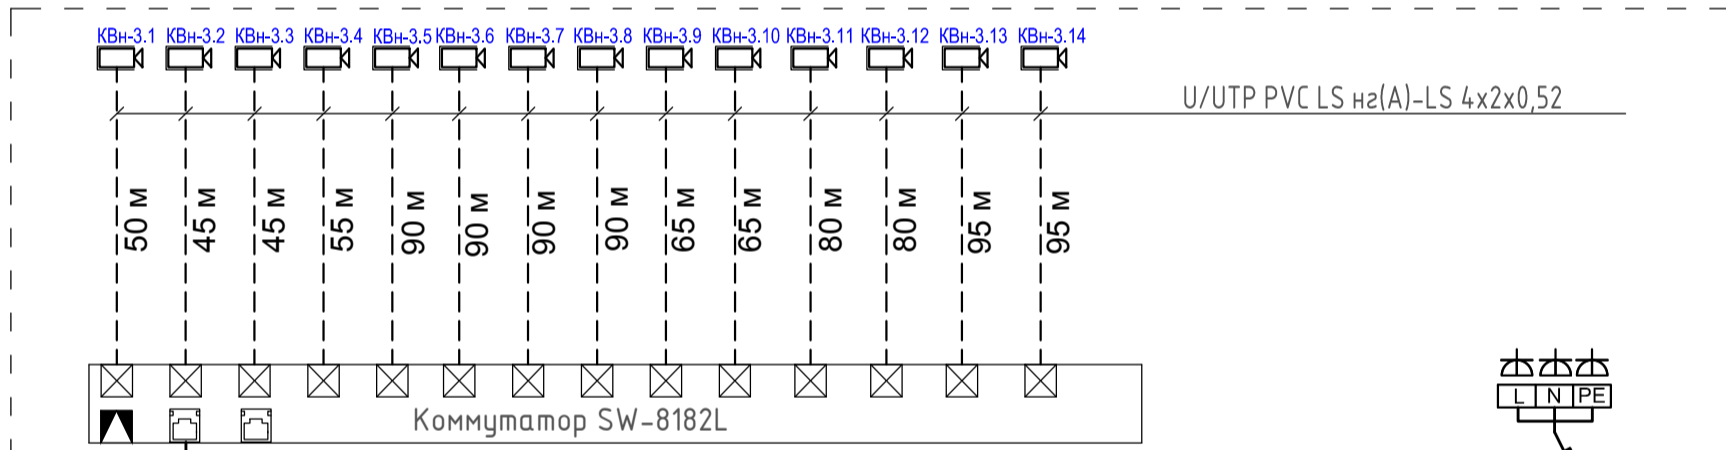 КВн-3.1 КВн-3.2 КВн-3.3 КВн-3.4 КВн-3.5 КВн-3.6 КВн-3.7 КВн-3.8 КВн-3.9 КВн-3.10 КВн-3.11 КВн-3.12 КВн-3.13 КВн-3.14
U/UTP PVC LS нг(А)-LS 4х2х0,52
50 м
45 м
45 м
55 м
90 м
90 м
90 м
90 м
65 м
65 м
80 м
80 м
95 м
95 м
L N PE
Коммутатор SW-8182L